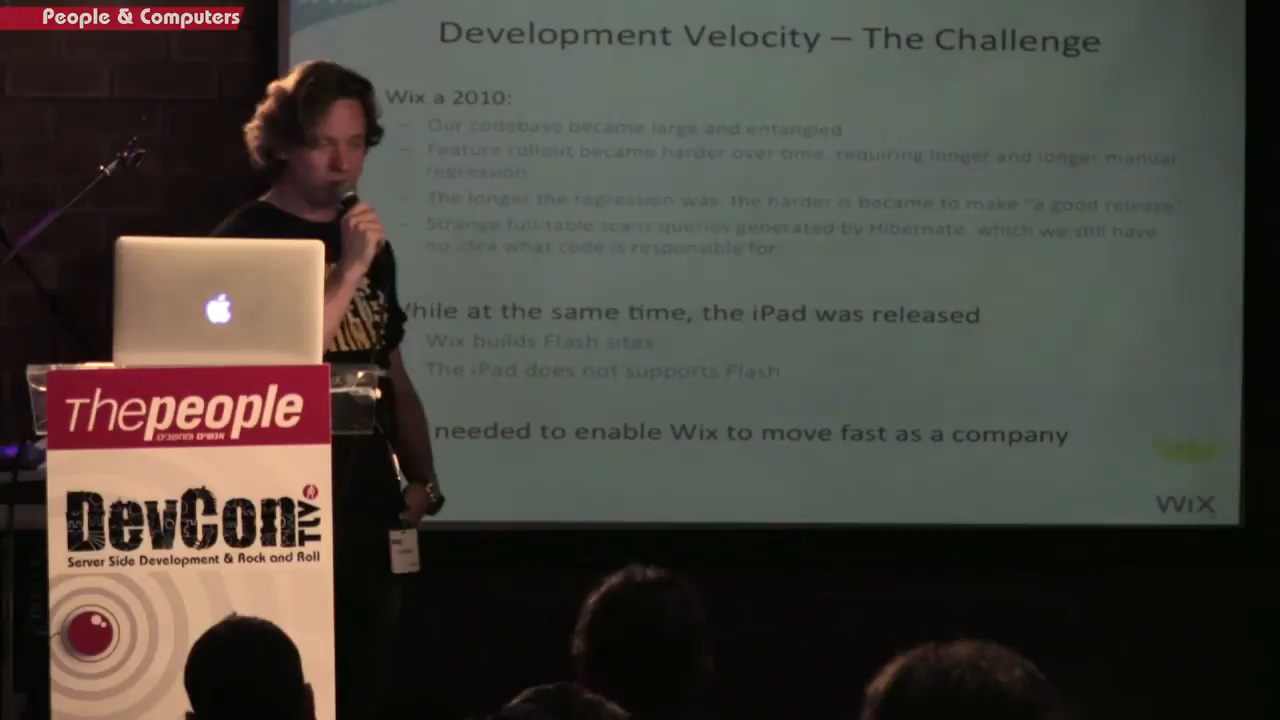 People & Computers
Development Velocity – The Challenge
Wix a 2010:
– Our codebase became large and entangled
– Feature rollout became harder over time, requiring longer and longer manual
regression
– The longer the regression was, the harder is became to make "a good release"
– Strange full-table scans queries generated by Hibernate, which we still have
no idea what code is responsible for
hile at the same time, the iPad was released
Wix builds Flash sites
The iPad does not supports Flash
needed to enable Wix to move fast as a company
WiX
Thepeople
אנשים ומחשבים
DevCon TLV
Server Side Development & Rock and Roll